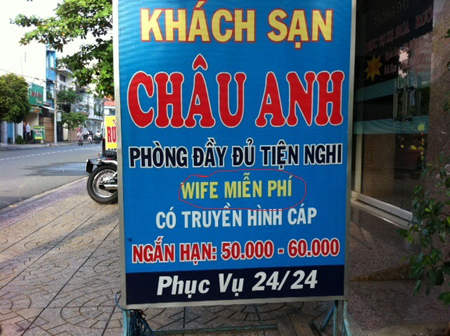 KHÁCH SẠN
CHÂU ANH
PHÒNG ĐẦY ĐỦ TIỆN NGHI
WIFE MIỄN PHÍ
CÓ TRUYỀN HÌNH CÁP
NGẮN HẠN: 50.000 - 60.000
Phục Vụ 24/24